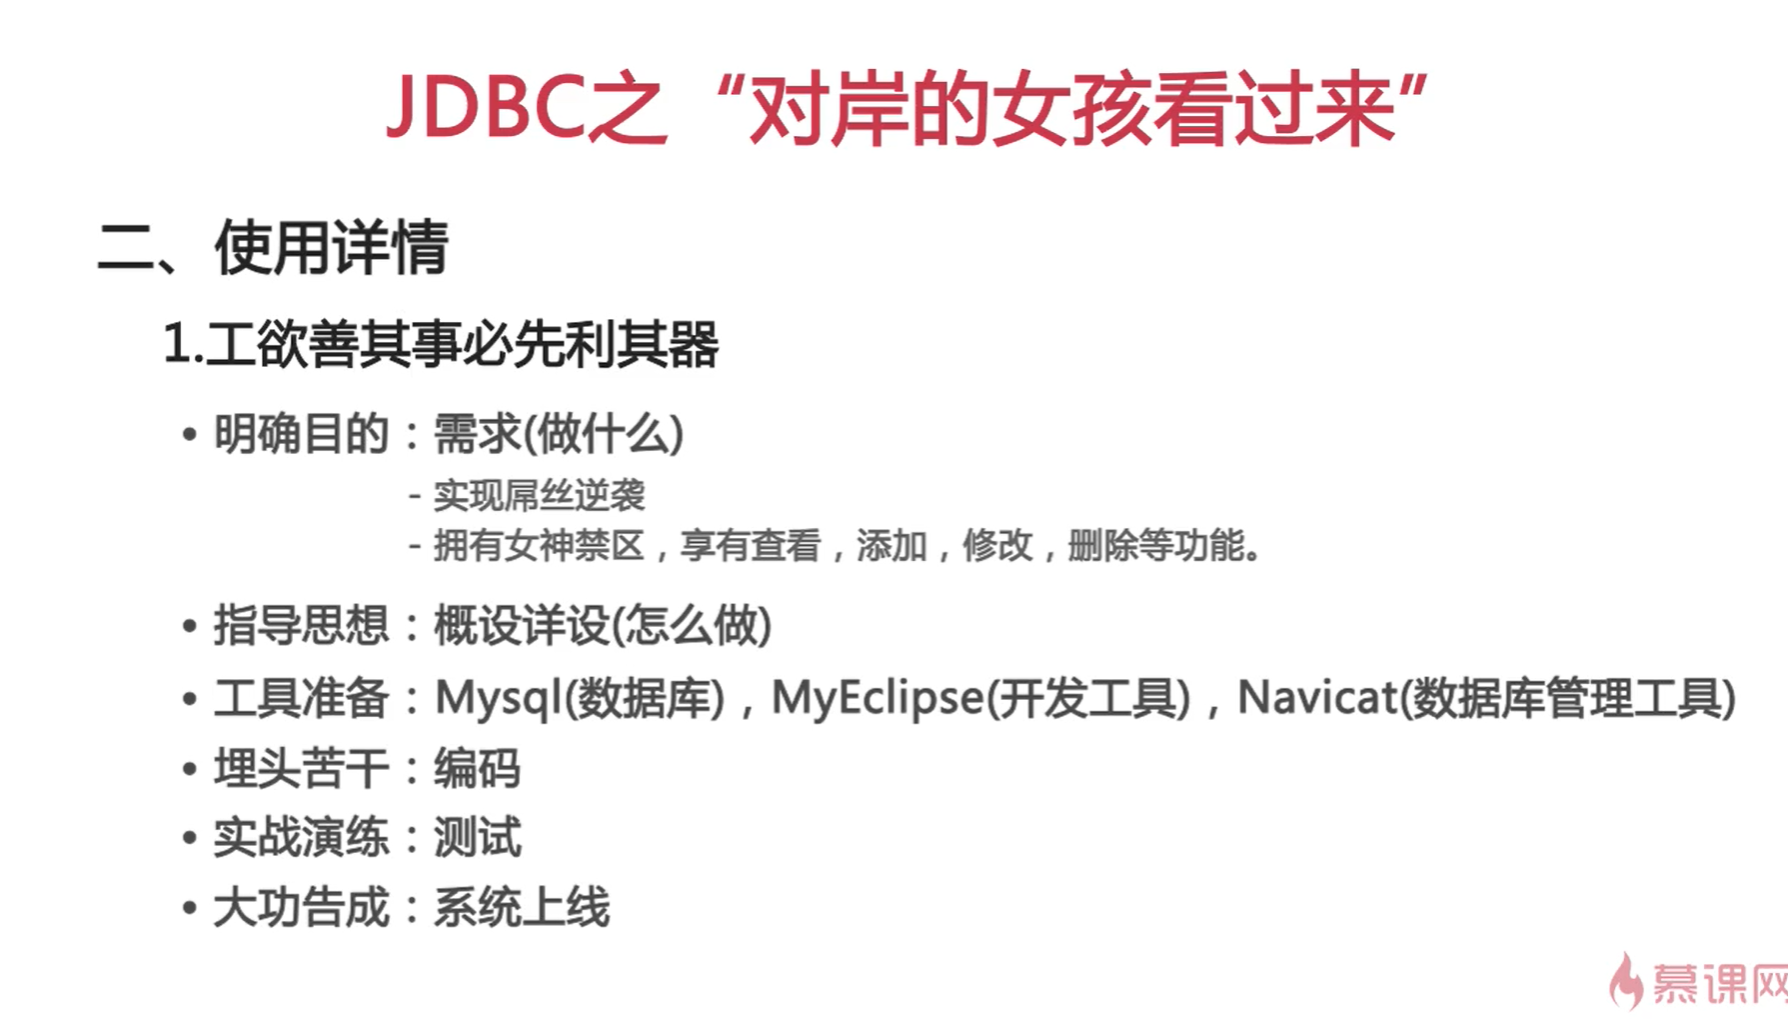 JDBC之“对岸的女孩看过来”
二、使用详情
1.工欲善其事必先利其器
• 明确目的：需求(做什么)
- 实现屌丝逆袭
- 拥有女神禁区，享有查看，添加，修改，删除等功能。
• 指导思想：概设详设(怎么做)
• 工具准备：Mysql(数据库)，MyEclipse(开发工具)，Navicat(数据库管理工具)
• 埋头苦干：编码
• 实战演练：测试
• 大功告成：系统上线
慕课网